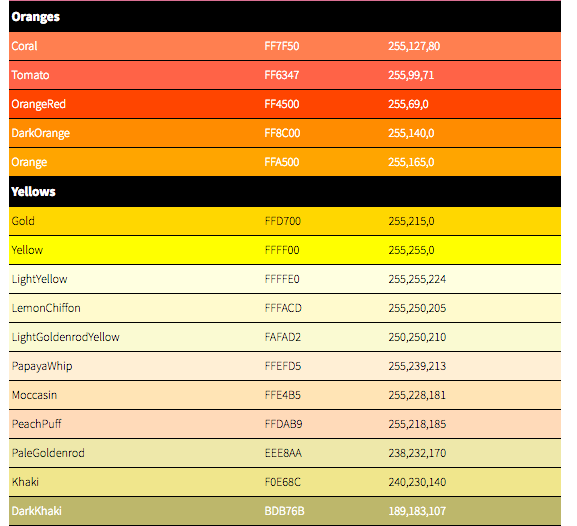 Oranges
Coral FF7F50 255,127,80
Tomato FF6347 255,99,71
OrangeRed FF4500 255,69,0
DarkOrange FF8C00 255,140,0
Orange FFA500 255,165,0
Yellows
Gold FFD700 255,215,0
Yellow FFFF00 255,255,0
LightYellow FFFFE0 255,255,224
LemonChiffon FFFACD 255,250,205
LightGoldenrodYellow FAFAD2 250,250,210
PapayaWhip FFEFD5 255,239,213
Moccasin FFE4B5 255,228,181
PeachPuff FFDAB9 255,218,185
PaleGoldenrod EEE8AA 238,232,170
Khaki F0E68C 240,230,140
DarkKhaki BDB76B 189,183,107